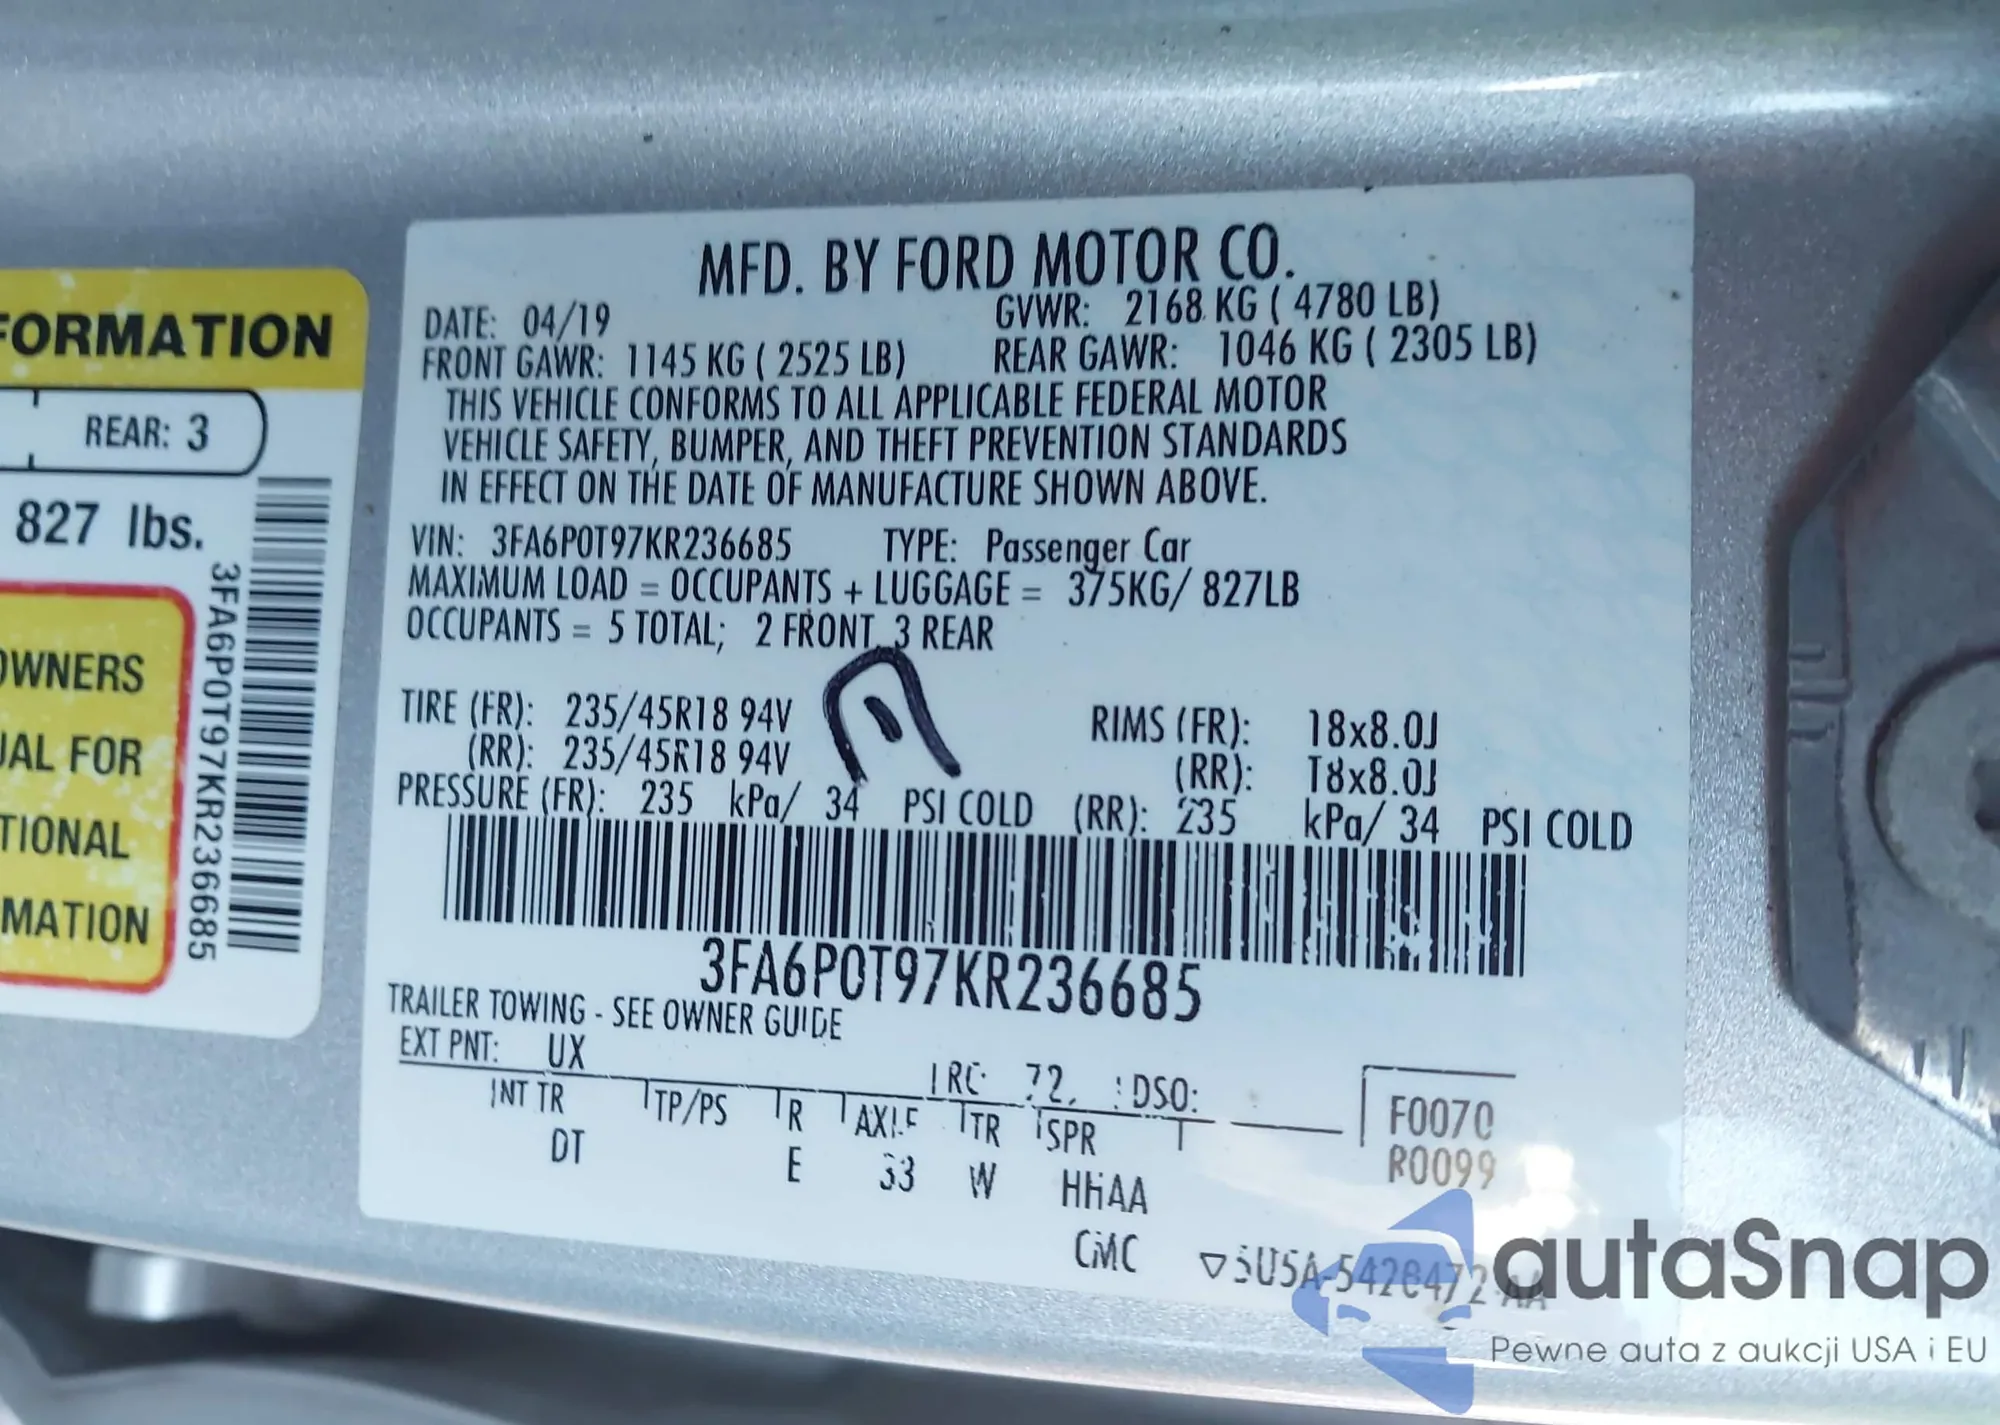 FORMATION
REAR: 3
827 lbs.
OWNERS
UAL FOR
TIONAL
MATION
3FA6P0T97KR236685
MFD. BY FORD MOTOR CO.
DATE: 04/19 GVWR: 2168 KG ( 4780 LB)
FRONT GAWR: 1145 KG ( 2525 LB) REAR GAWR: 1046 KG ( 2305 LB)
THIS VEHICLE CONFORMS TO ALL APPLICABLE FEDERAL MOTOR
VEHICLE SAFETY, BUMPER, AND THEFT PREVENTION STANDARDS
IN EFFECT ON THE DATE OF MANUFACTURE SHOWN ABOVE.
VIN: 3FA6P0T97KR236685 TYPE: Passenger Car
MAXIMUM LOAD = OCCUPANTS + LUGGAGE = 375KG/ 827LB
OCCUPANTS = 5 TOTAL; 2 FRONT, 3 REAR
TIRE (FR): 235/45R18 94V RIMS (FR): 18x8.0J
(RR): 235/45R18 94V (RR): 18x8.0J
PRESSURE (FR): 235 kPa/ 34 PSI COLD (RR): 235 kPa/ 34 PSI COLD
3FA6P0T97KR236685
TRAILER TOWING - SEE OWNER GUIDE
EXT PNT: UX RC: 72 DSO:
INT TR TP/PS R AXLE TR SPR F0070
DT E 33 W HHAA R0099
CMC ▽5U5A-5428472-AA
autaSnap
Pewne auta z aukcji USA i EU